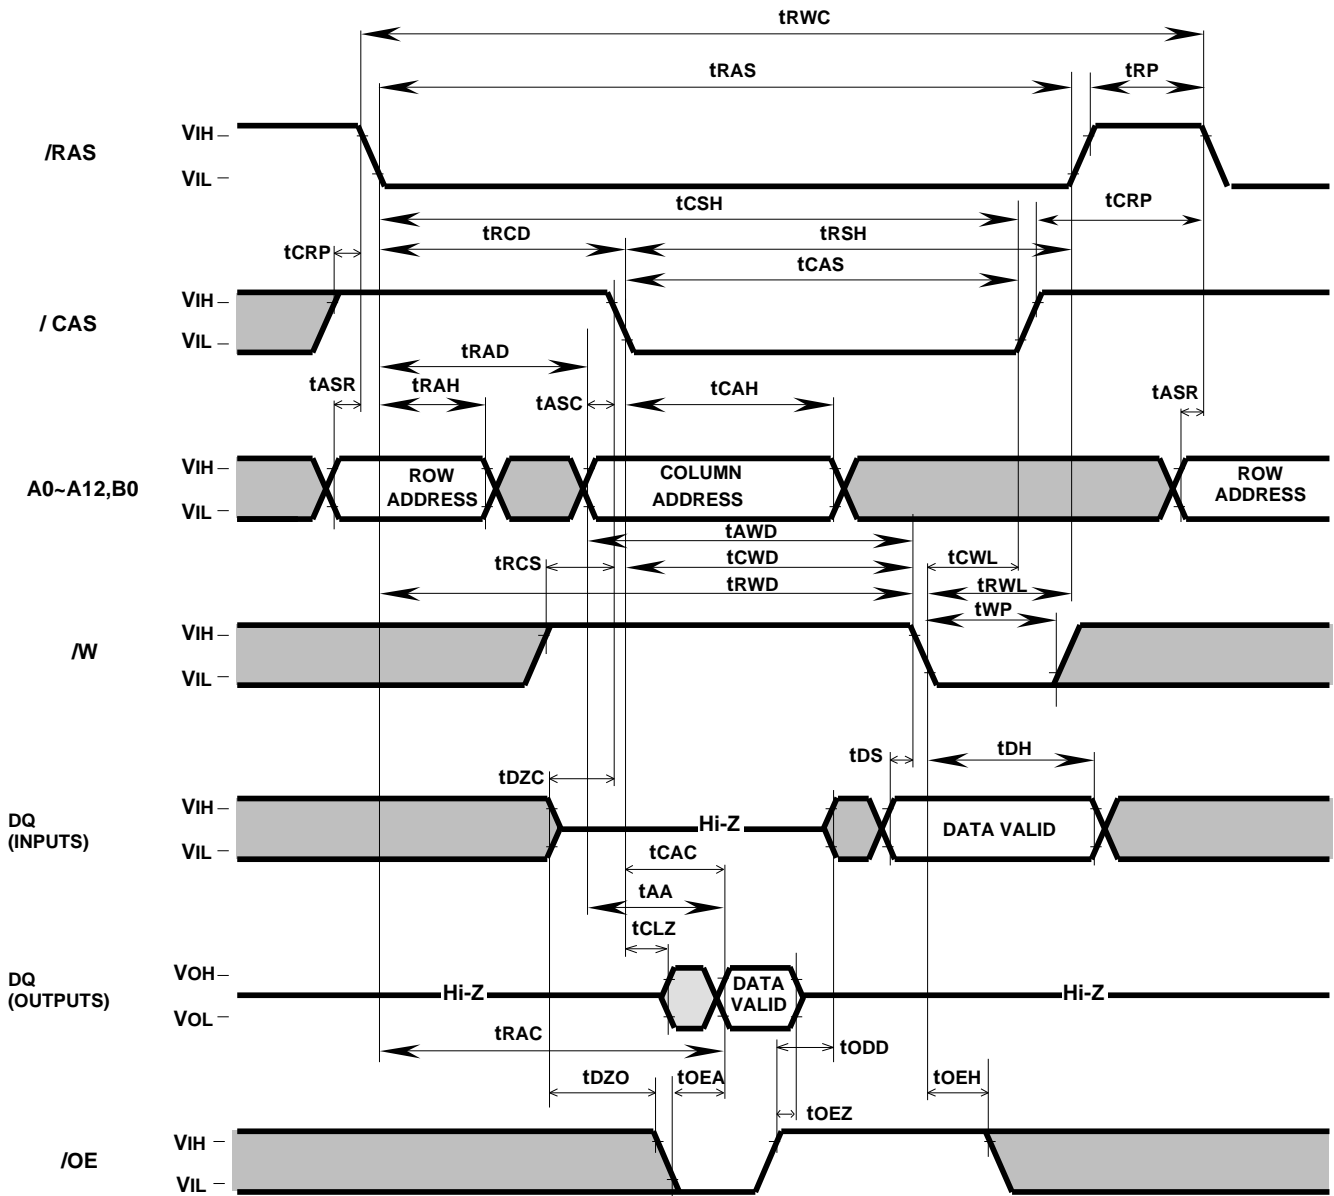 tRWC
tRAS
tRP
/RAS
VIH
VIL
tCSH
tCRP
tRCD
tRSH
tCRP
tCAS
/ CAS
VIH
VIL
tRAD
tASR
tRAH
tASC
tCAH
tASR
A0~A12,B0
VIH
VIL
ROW
ADDRESS
COLUMN
ADDRESS
ROW
ADDRESS
tAWD
tRCS
tCWD
tCWL
tRWD
tRWL
tWP
/W
VIH
VIL
tDS
tDH
tDZC
DQ
(INPUTS)
VIH
VIL
Hi-Z
DATA VALID
tCAC
tAA
tCLZ
DQ
(OUTPUTS)
VOH
VOL
Hi-Z
DATA
VALID
Hi-Z
tRAC
tODD
tDZO
tOEA
tOEH
tOEZ
/OE
VIH
VIL